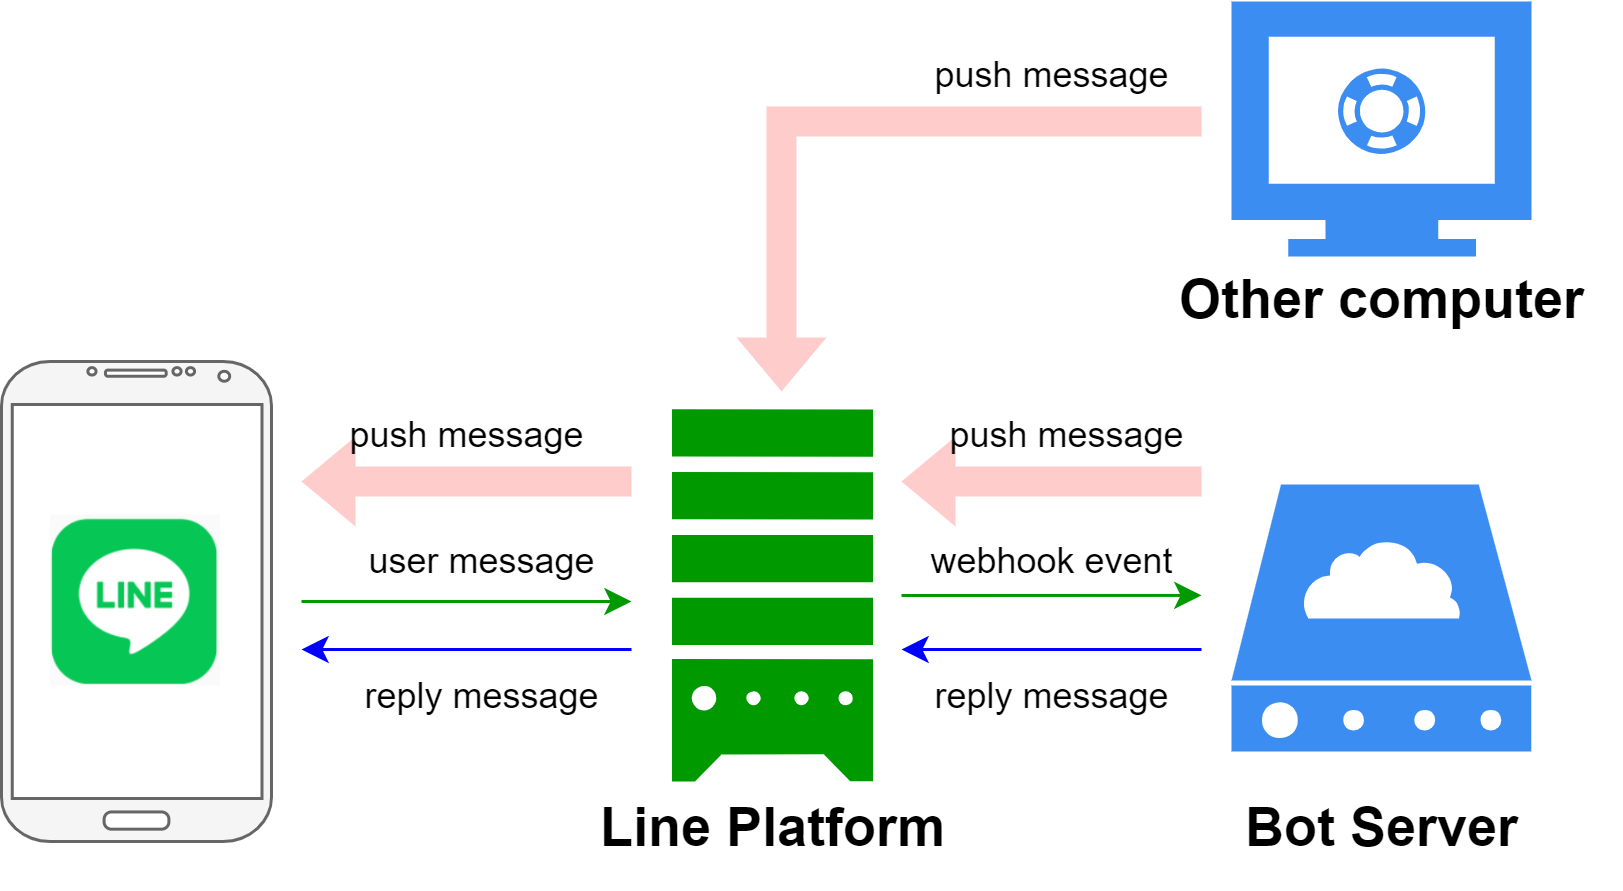 push message
Other computer
push message
push message
user message
webhook event
LINE
reply message
reply message
Line Platform
Bot Server